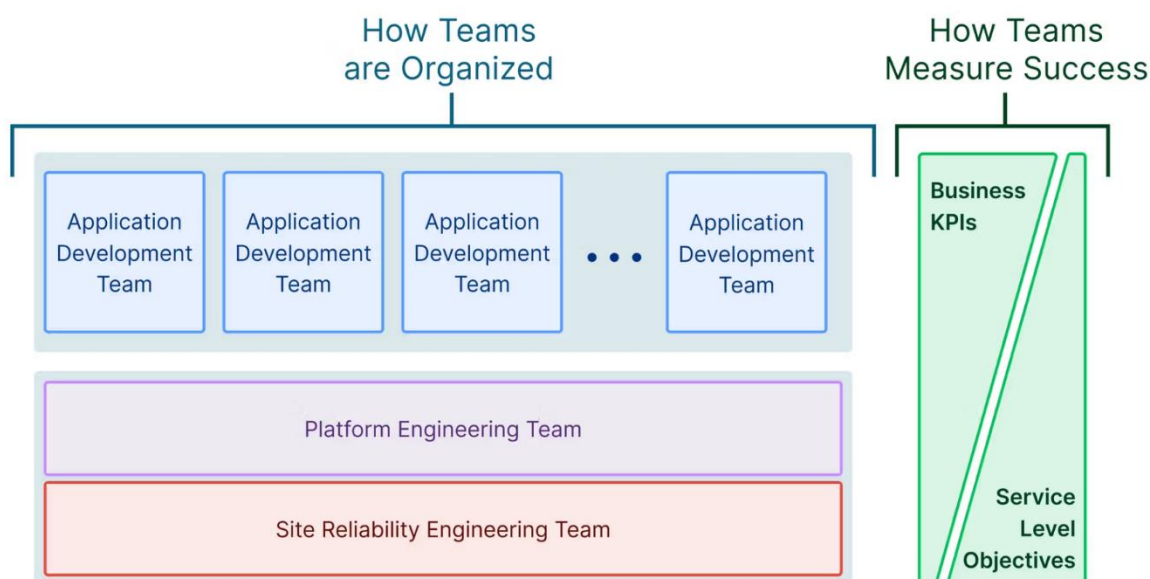 How Teams
are Organized
How Teams
Measure Success
Application
Development
Team
Application
Development
Team
Application
Development
Team
Application
Development
Team
Business
KPIs
Platform Engineering Team
Site Reliability Engineering Team
Service
Level
Objectives